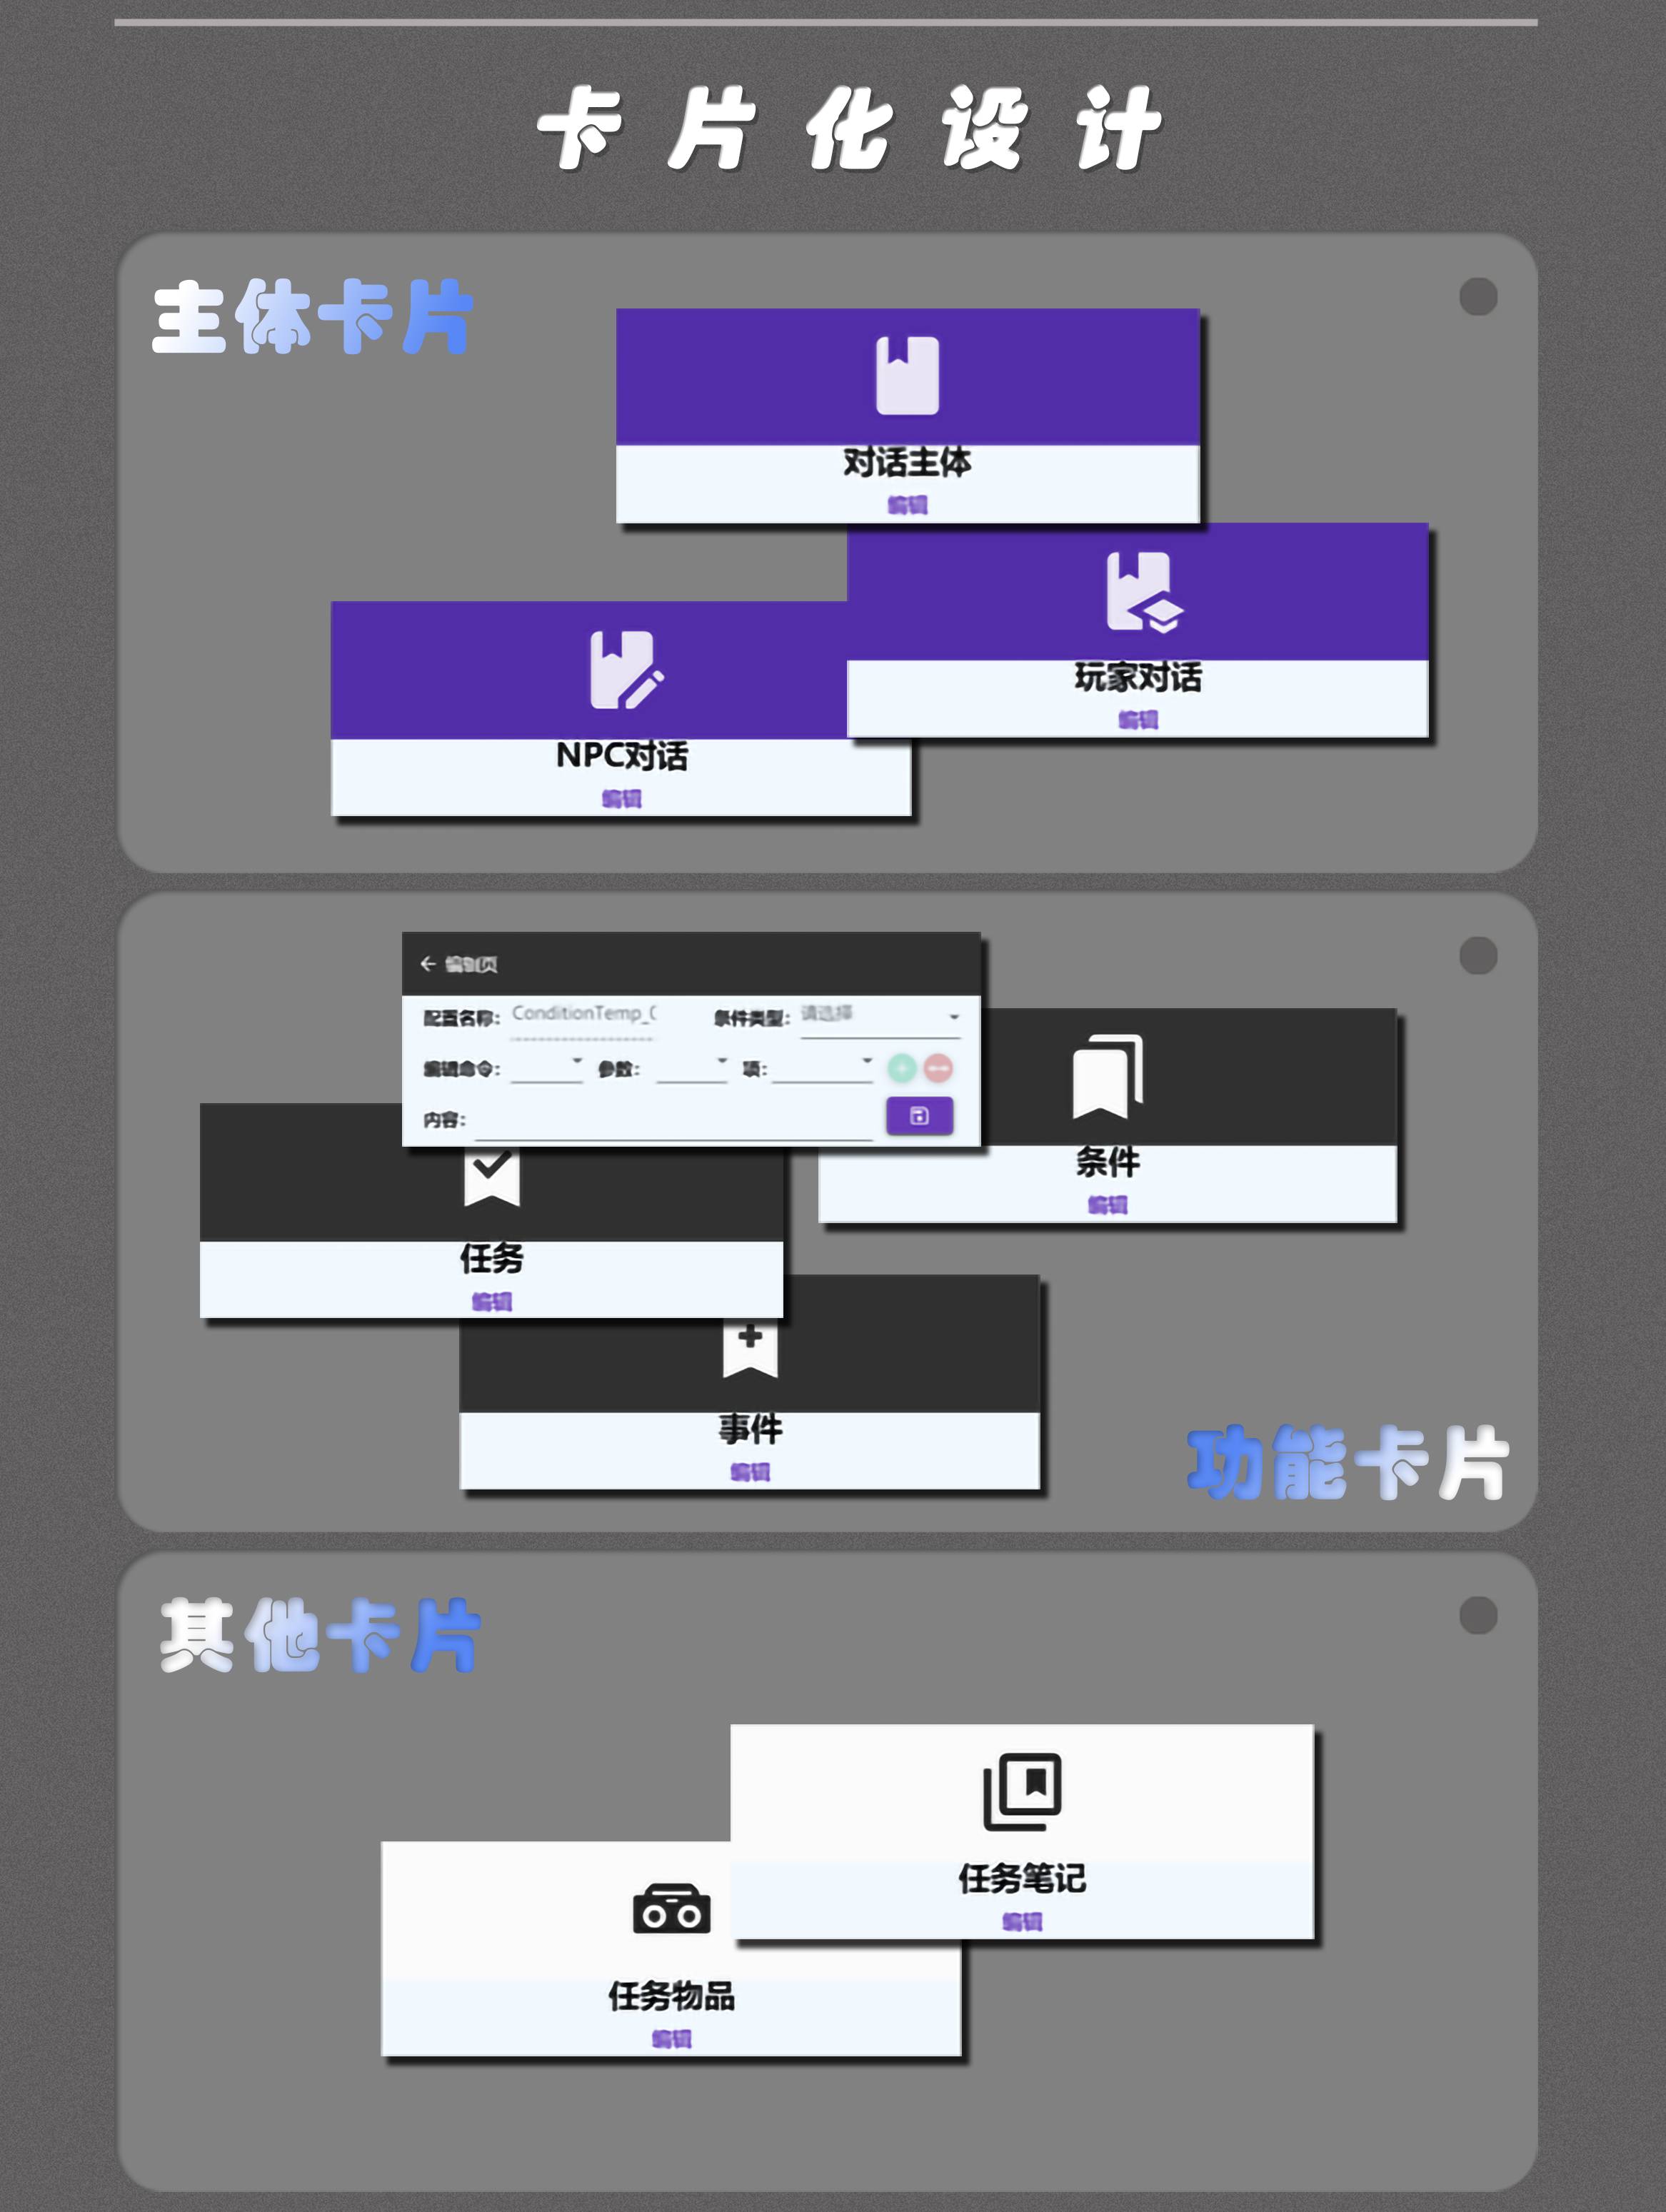 卡片化设计
主体卡片
对话主体
编辑
玩家对话
编辑
NPC对话
编辑
编辑页
配置名称: ConditionTemp_ 条件类型: 请选择
编辑命令: 参数: 项:
内容:
条件
编辑
任务
编辑
事件
编辑
功能卡片
其他卡片
任务笔记
编辑
任务物品
编辑